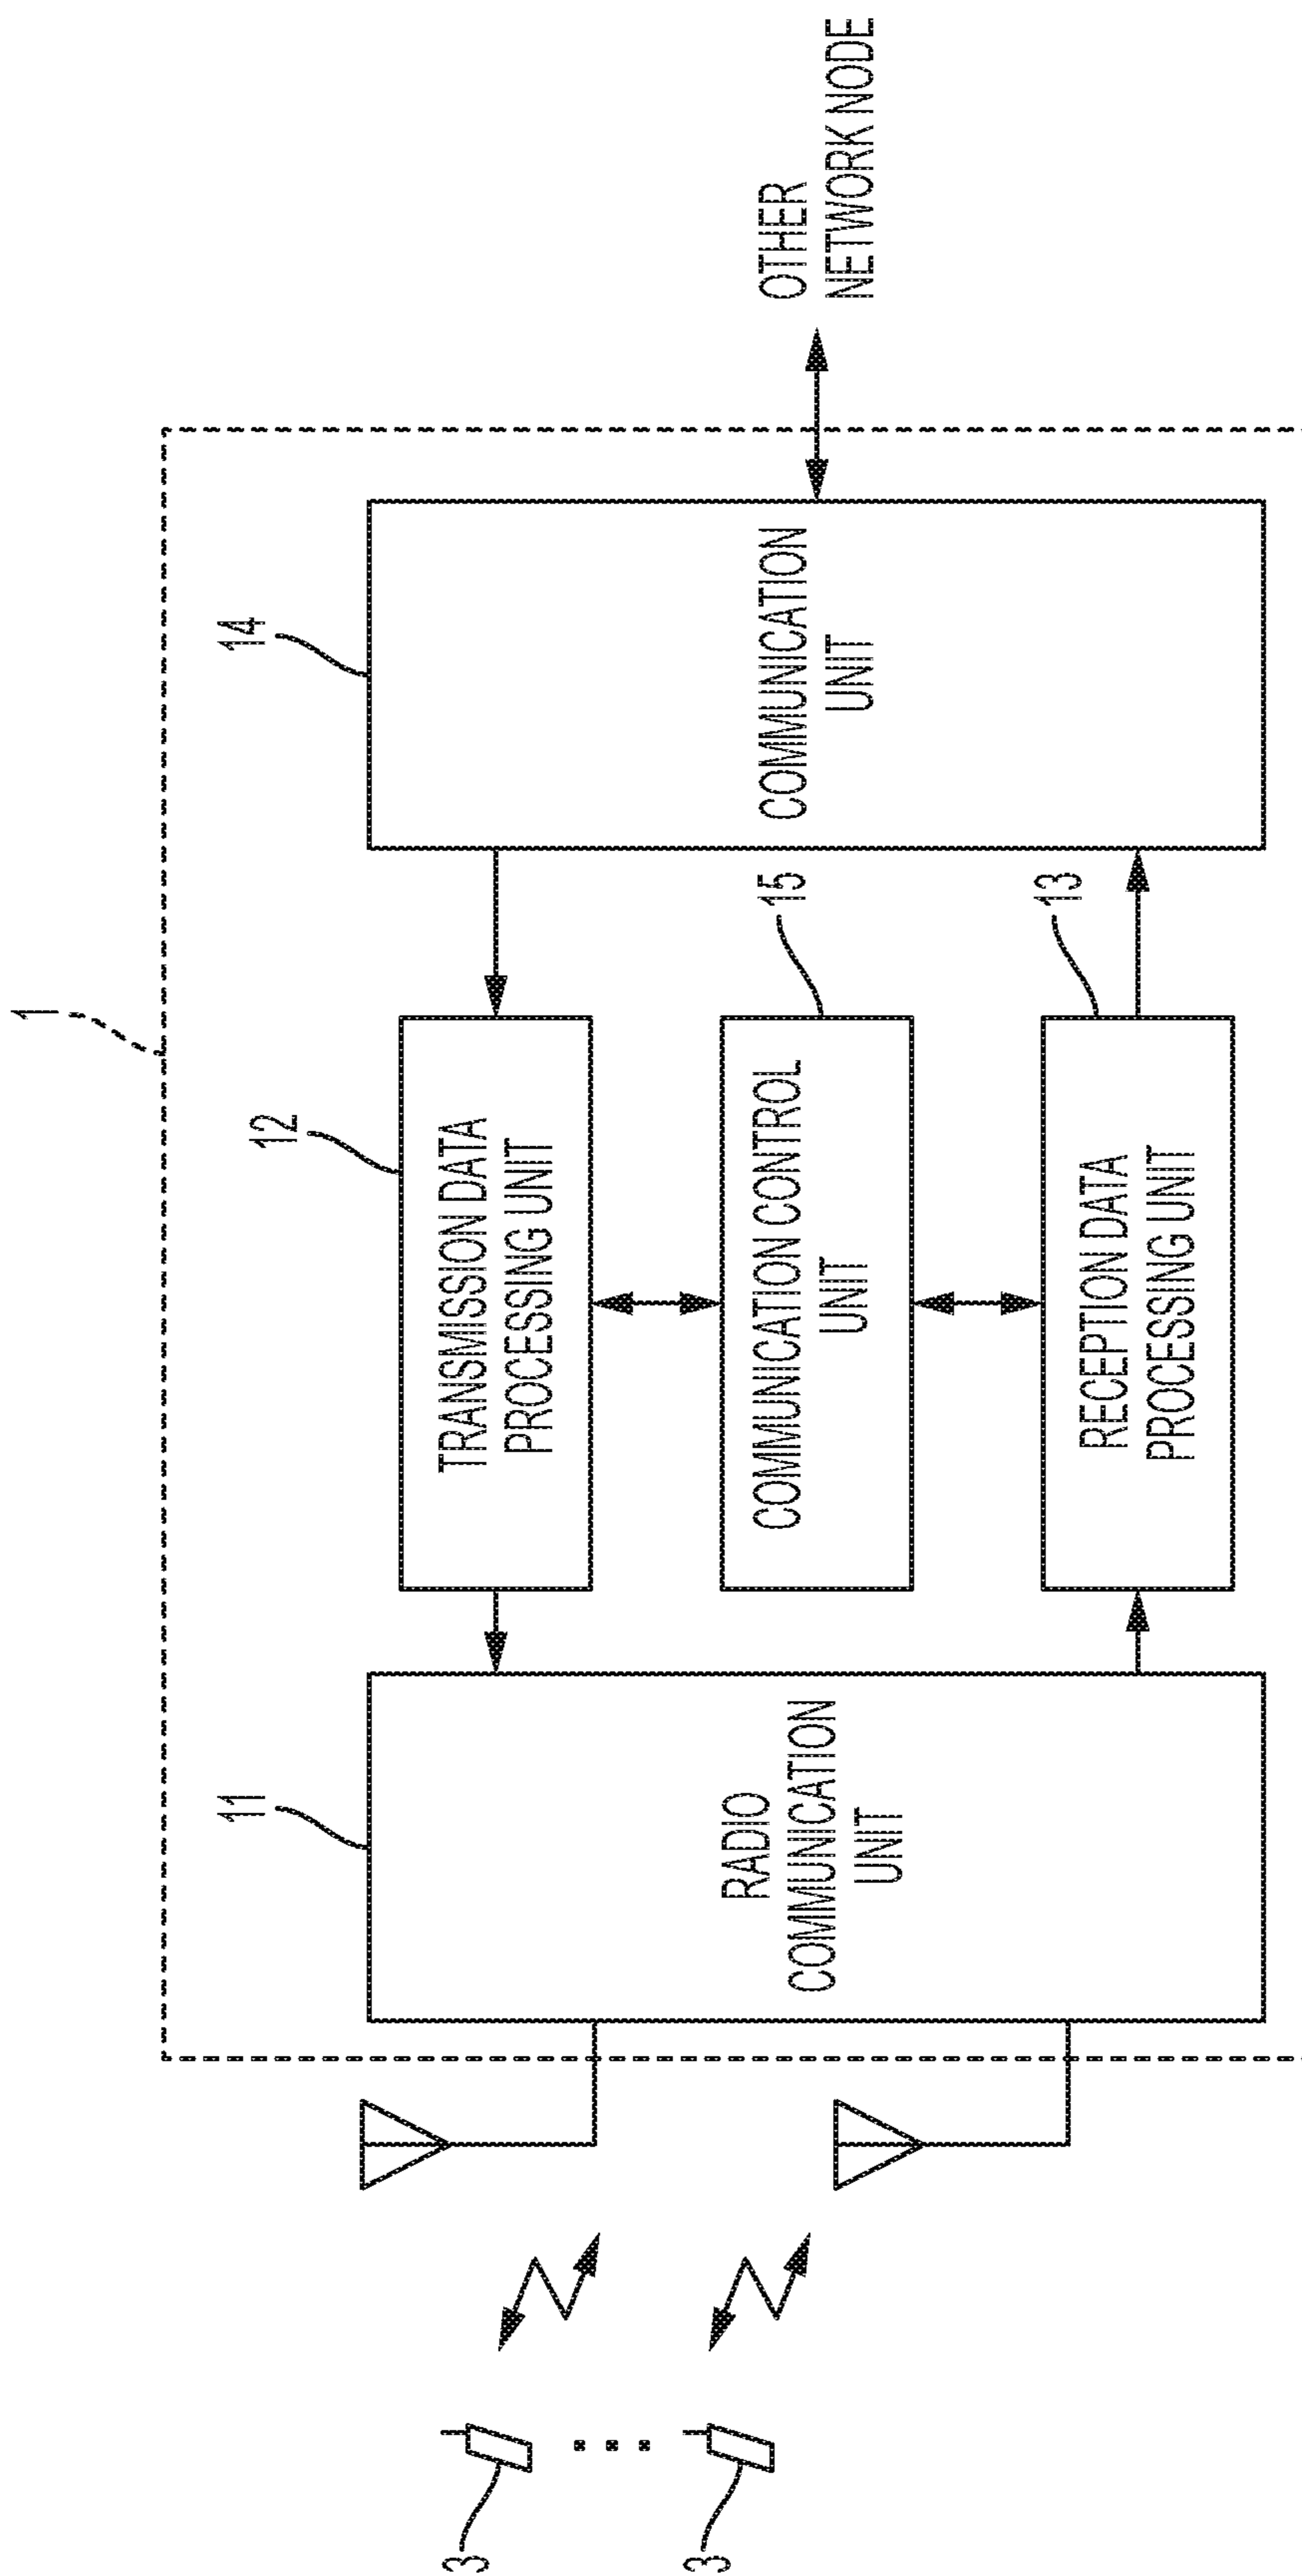 1
11
12
14
RADIO
COMMUNICATION
UNIT
TRANSMISSION DATA
PROCESSING UNIT
15
COMMUNICATION CONTROL
UNIT
13
RECEPTION DATA
PROCESSING UNIT
COMMUNICATION
UNIT
OTHER
NETWORK NODE
3
3